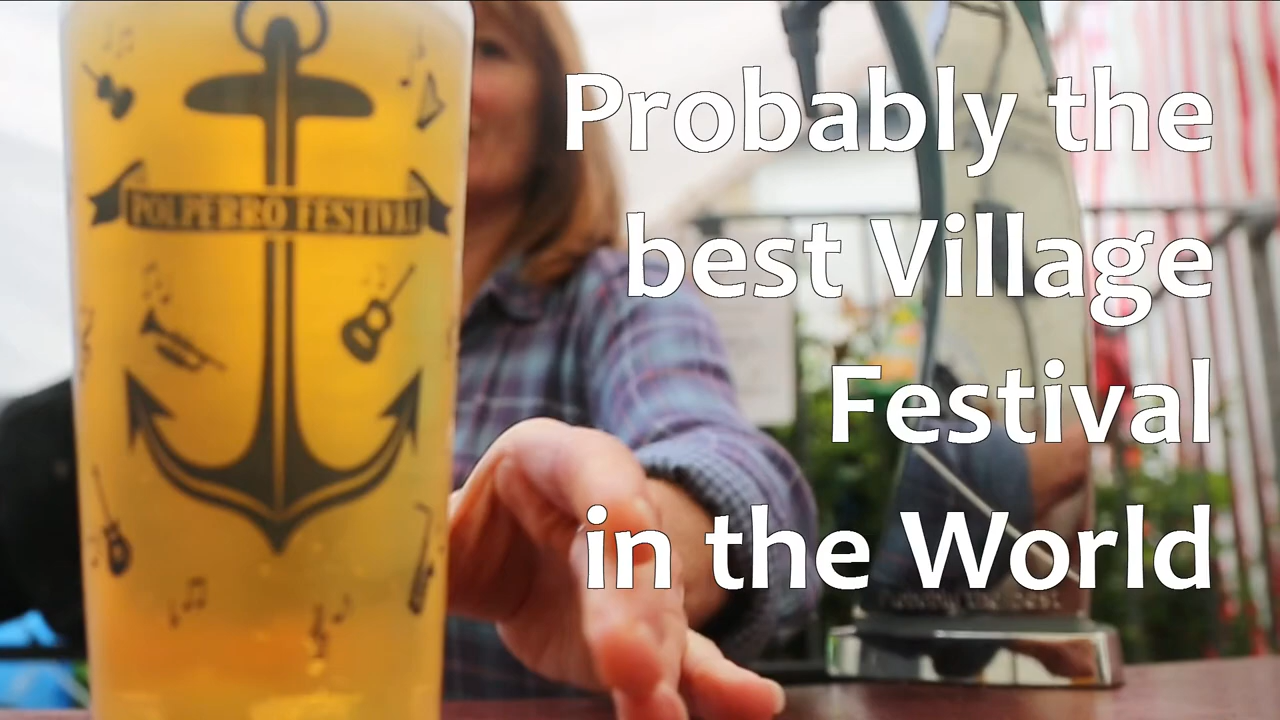 POLPERRO FESTIVAL
Probably the
best Village
Festival
in the World